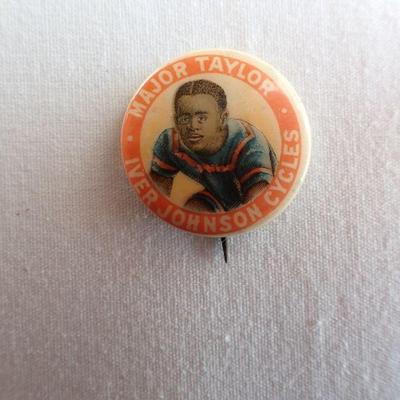 MAJOR TAYLOR
IVER JOHNSON CYCLES